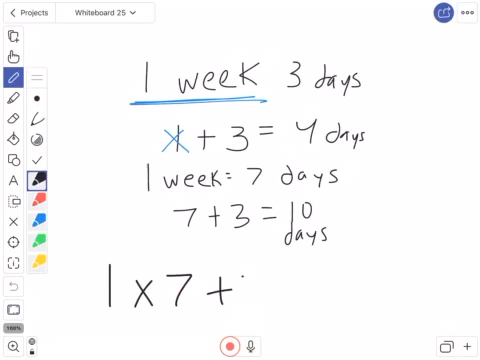 Projects Whiteboard 25
1 week 3 days
1 + 3 = 4 days
1 week = 7 days
7 + 3 = 10
days
1 x 7 +
A
100%